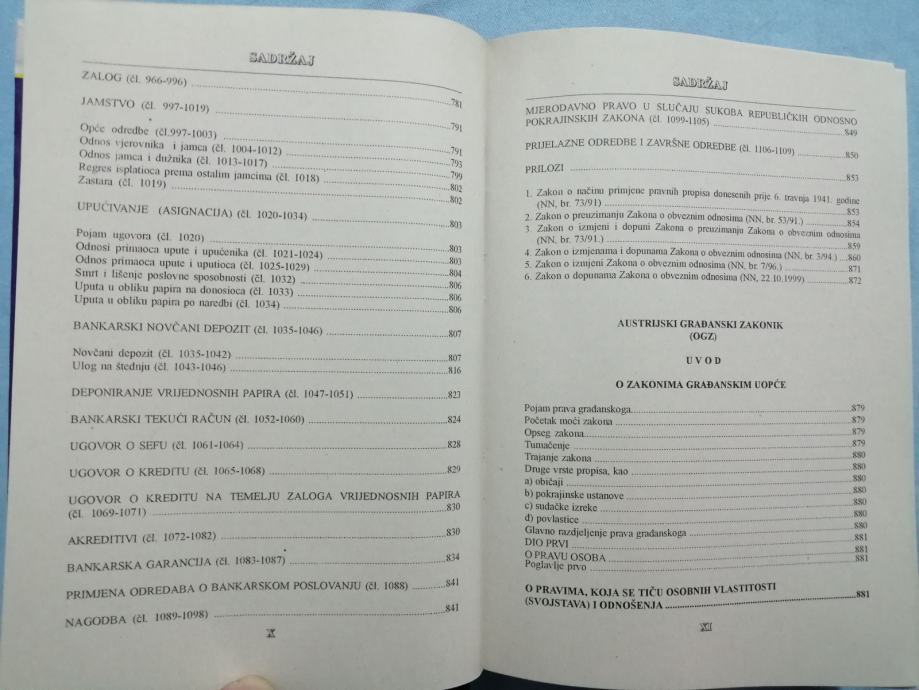 SADRŽAJ
ZALOG (čl. 966-996) ........ 781
JAMSTVO (čl. 997-1019) ........ 791
Opće odredbe (čl.997-1003) ........ 791
Odnos vjerovnika i jamca (čl. 1004-1012) ........ 793
Odnos jamca i dužnika (čl. 1013-1017) ........ 799
Regres isplatioca prema ostalim jamcima (čl. 1018) ........ 802
Zastara (čl. 1019) ........ 802
UPUĆIVANJE (ASIGNACIJA) (čl. 1020-1034) ........ 803
Pojam ugovora (čl. 1020) ........ 803
Odnosi primaoca upute i upućenika (čl. 1021-1024) ........ 803
Odnos primaoca upute i uputioca (čl. 1025-1029) ........ 804
Smrt i lišenje poslovne sposobnosti (čl. 1032) ........ 806
Uputa u obliku papira na donosioca (čl. 1033) ........ 806
Uputa u obliku papira po naredbi (čl. 1034) ........ 806
BANKARSKI NOVČANI DEPOZIT (čl. 1035-1046) ........ 807
Novčani depozit (čl. 1035-1042) ........ 807
Ulog na štednju (čl. 1043-1046) ........ 816
DEPONIRANJE VRIJEDNOSNIH PAPIRA (čl. 1047-1051) ........ 823
BANKARSKI TEKUĆI RAČUN (čl. 1052-1060) ........ 824
UGOVOR O SEFU (čl. 1061-1064) ........ 828
UGOVOR O KREDITU (čl. 1065-1068) ........ 829
UGOVOR O KREDITU NA TEMELJU ZALOGA VRIJEDNOSNIH PAPIRA
(čl. 1069-1071) ........ 830
AKREDITIVI (čl. 1072-1082) ........ 830
BANKARSKA GARANCIJA (čl. 1083-1087) ........ 834
PRIMJENA ODREDABA O BANKARSKOM POSLOVANJU (čl. 1088) ........ 841
NAGODBA (čl. 1089-1098) ........ 841
X
SADRŽAJ
MJERODAVNO PRAVO U SLUČAJU SUKOBA REPUBLIČKIH ODNOSNO
POKRAJINSKIH ZAKONA (čl. 1099-1105) ........ 849
PRIJELAZNE ODREDBE I ZAVRŠNE ODREDBE (čl. 1106-1109) ........ 850
PRILOZI ........ 853
1. Zakon o načinu primjene pravnih propisa donesenih prije 6. travnja 1941. godine
(NN, br. 73/91) ........ 853
2. Zakon o preuzimanju Zakona o obveznim odnosima (NN, br. 53/91.) ........ 854
3. Zakon o izmjeni i dopuni Zakona o preuzimanju Zakona o obveznim odnosima
(NN, br. 73/91.) ........ 859
4. Zakon o izmjenama i dopunama Zakona o obveznim odnosima (NN, br. 3/94.) ....860
5. Zakon o izmjeni Zakona o obveznim odnosima (NN, br. 7/96.) ........ 871
6. Zakon o dopunama Zakona o obveznim odnosima (NN, 22.10.1999) ........ 872
AUSTRIJSKI GRAĐANSKI ZAKONIK
(OGZ)
U V O D
O ZAKONIMA GRAĐANSKIM UOPĆE
Pojam prava građanskoga ........ 879
Početak moći zakona ........ 879
Opseg zakona ........ 879
Tumačenje ........ 879
Trajanje zakona ........ 880
Druge vrste propisa, kao ........ 880
a) običaji ........ 880
b) pokrajinske ustanove ........ 880
c) sudačke izreke ........ 880
d) povlastice ........ 880
Glavno razdjeljenje prava građanskoga ........ 880
DIO PRVI ........ 881
O PRAVU OSOBA ........ 881
Poglavlje prvo ........ 881
O PRAVIMA, KOJA SE TIČU OSOBNIH VLASTITOSTI
(SVOJSTAVA) I ODNOŠENJA ........ 881
XI